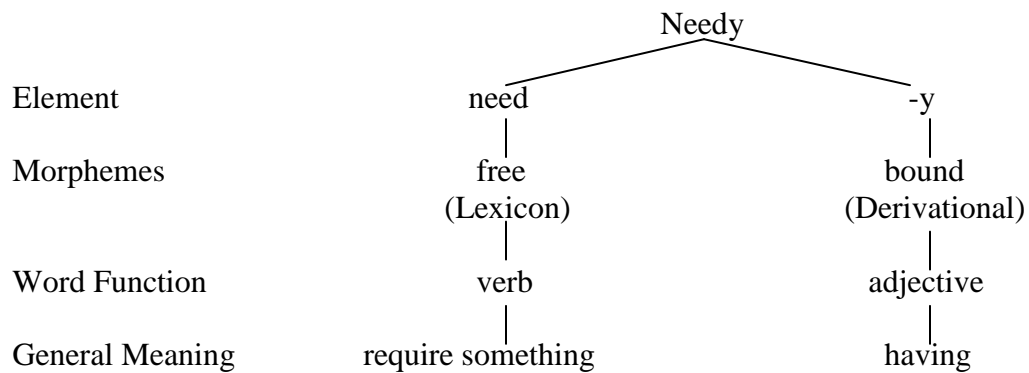 Needy
Element need -y
Morphemes free bound
(Lexicon) (Derivational)
Word Function verb adjective
General Meaning require something having